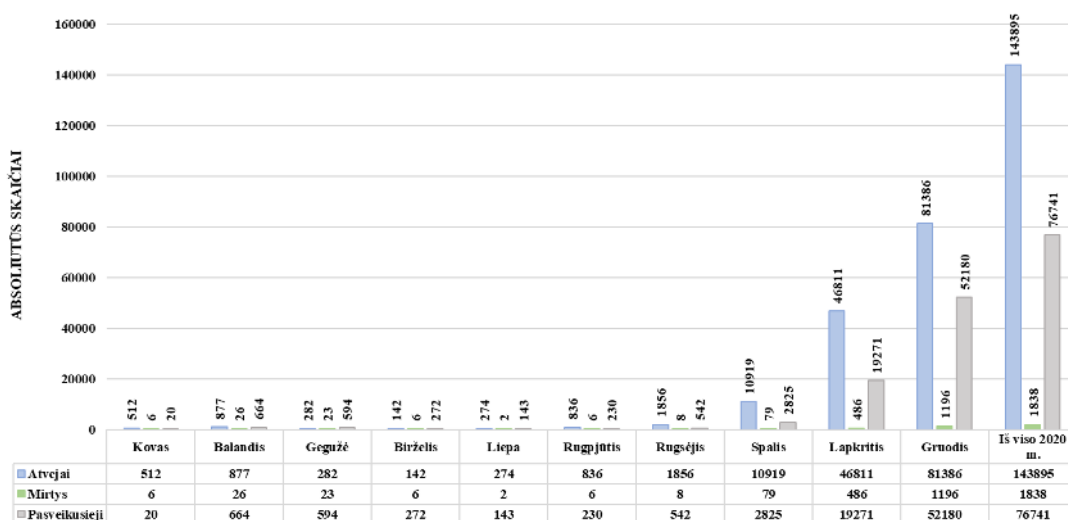 ABSOLIUTŪS SKAIČIAI
160000
140000
120000
100000
80000
60000
40000
20000
0
512 6 20
877 26 664
282 23 594
142 6 272
274 2 143
836 6 230
1856 8 542
10919 79 2825
46811 486 19271
81386 1196 52180
143895 1838 76741
Kovas Balandis Gegužė Birželis Liepa Rugpjūtis Rugsėjis Spalis Lapkritis Gruodis Iš viso 2020
m.
Atvejai 512 877 282 142 274 836 1856 10919 46811 81386 143895
Mirtys 6 26 23 6 2 6 8 79 486 1196 1838
Pasveikusieji 20 664 594 272 143 230 542 2825 19271 52180 76741